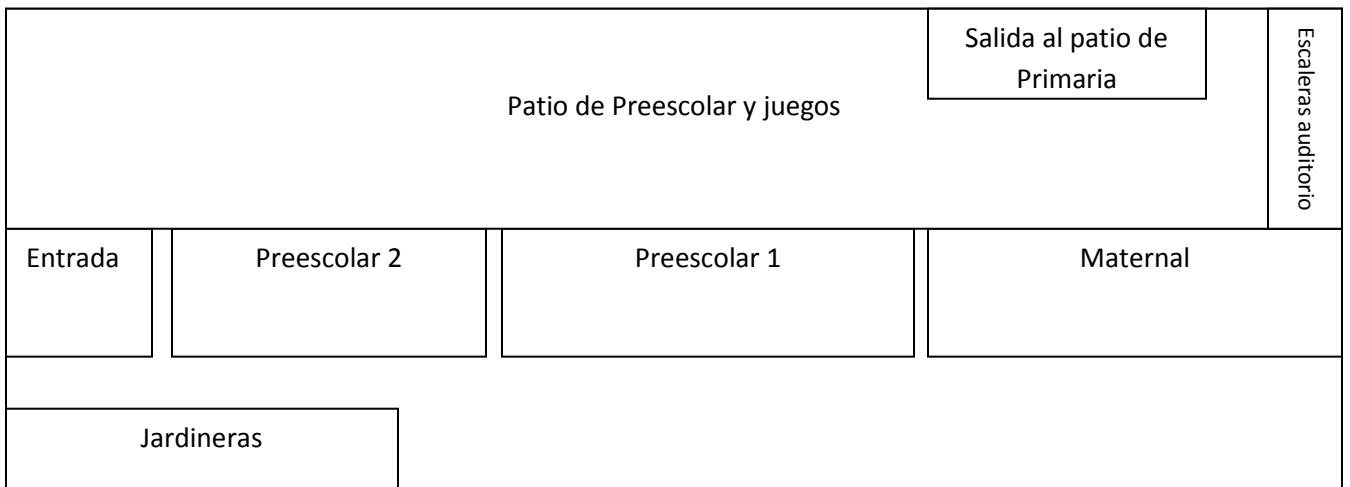 Salida al patio de
Primaria
Escaleras auditorio
Patio de Preescolar y juegos
Entrada
Preescolar 2
Preescolar 1
Maternal
Jardineras